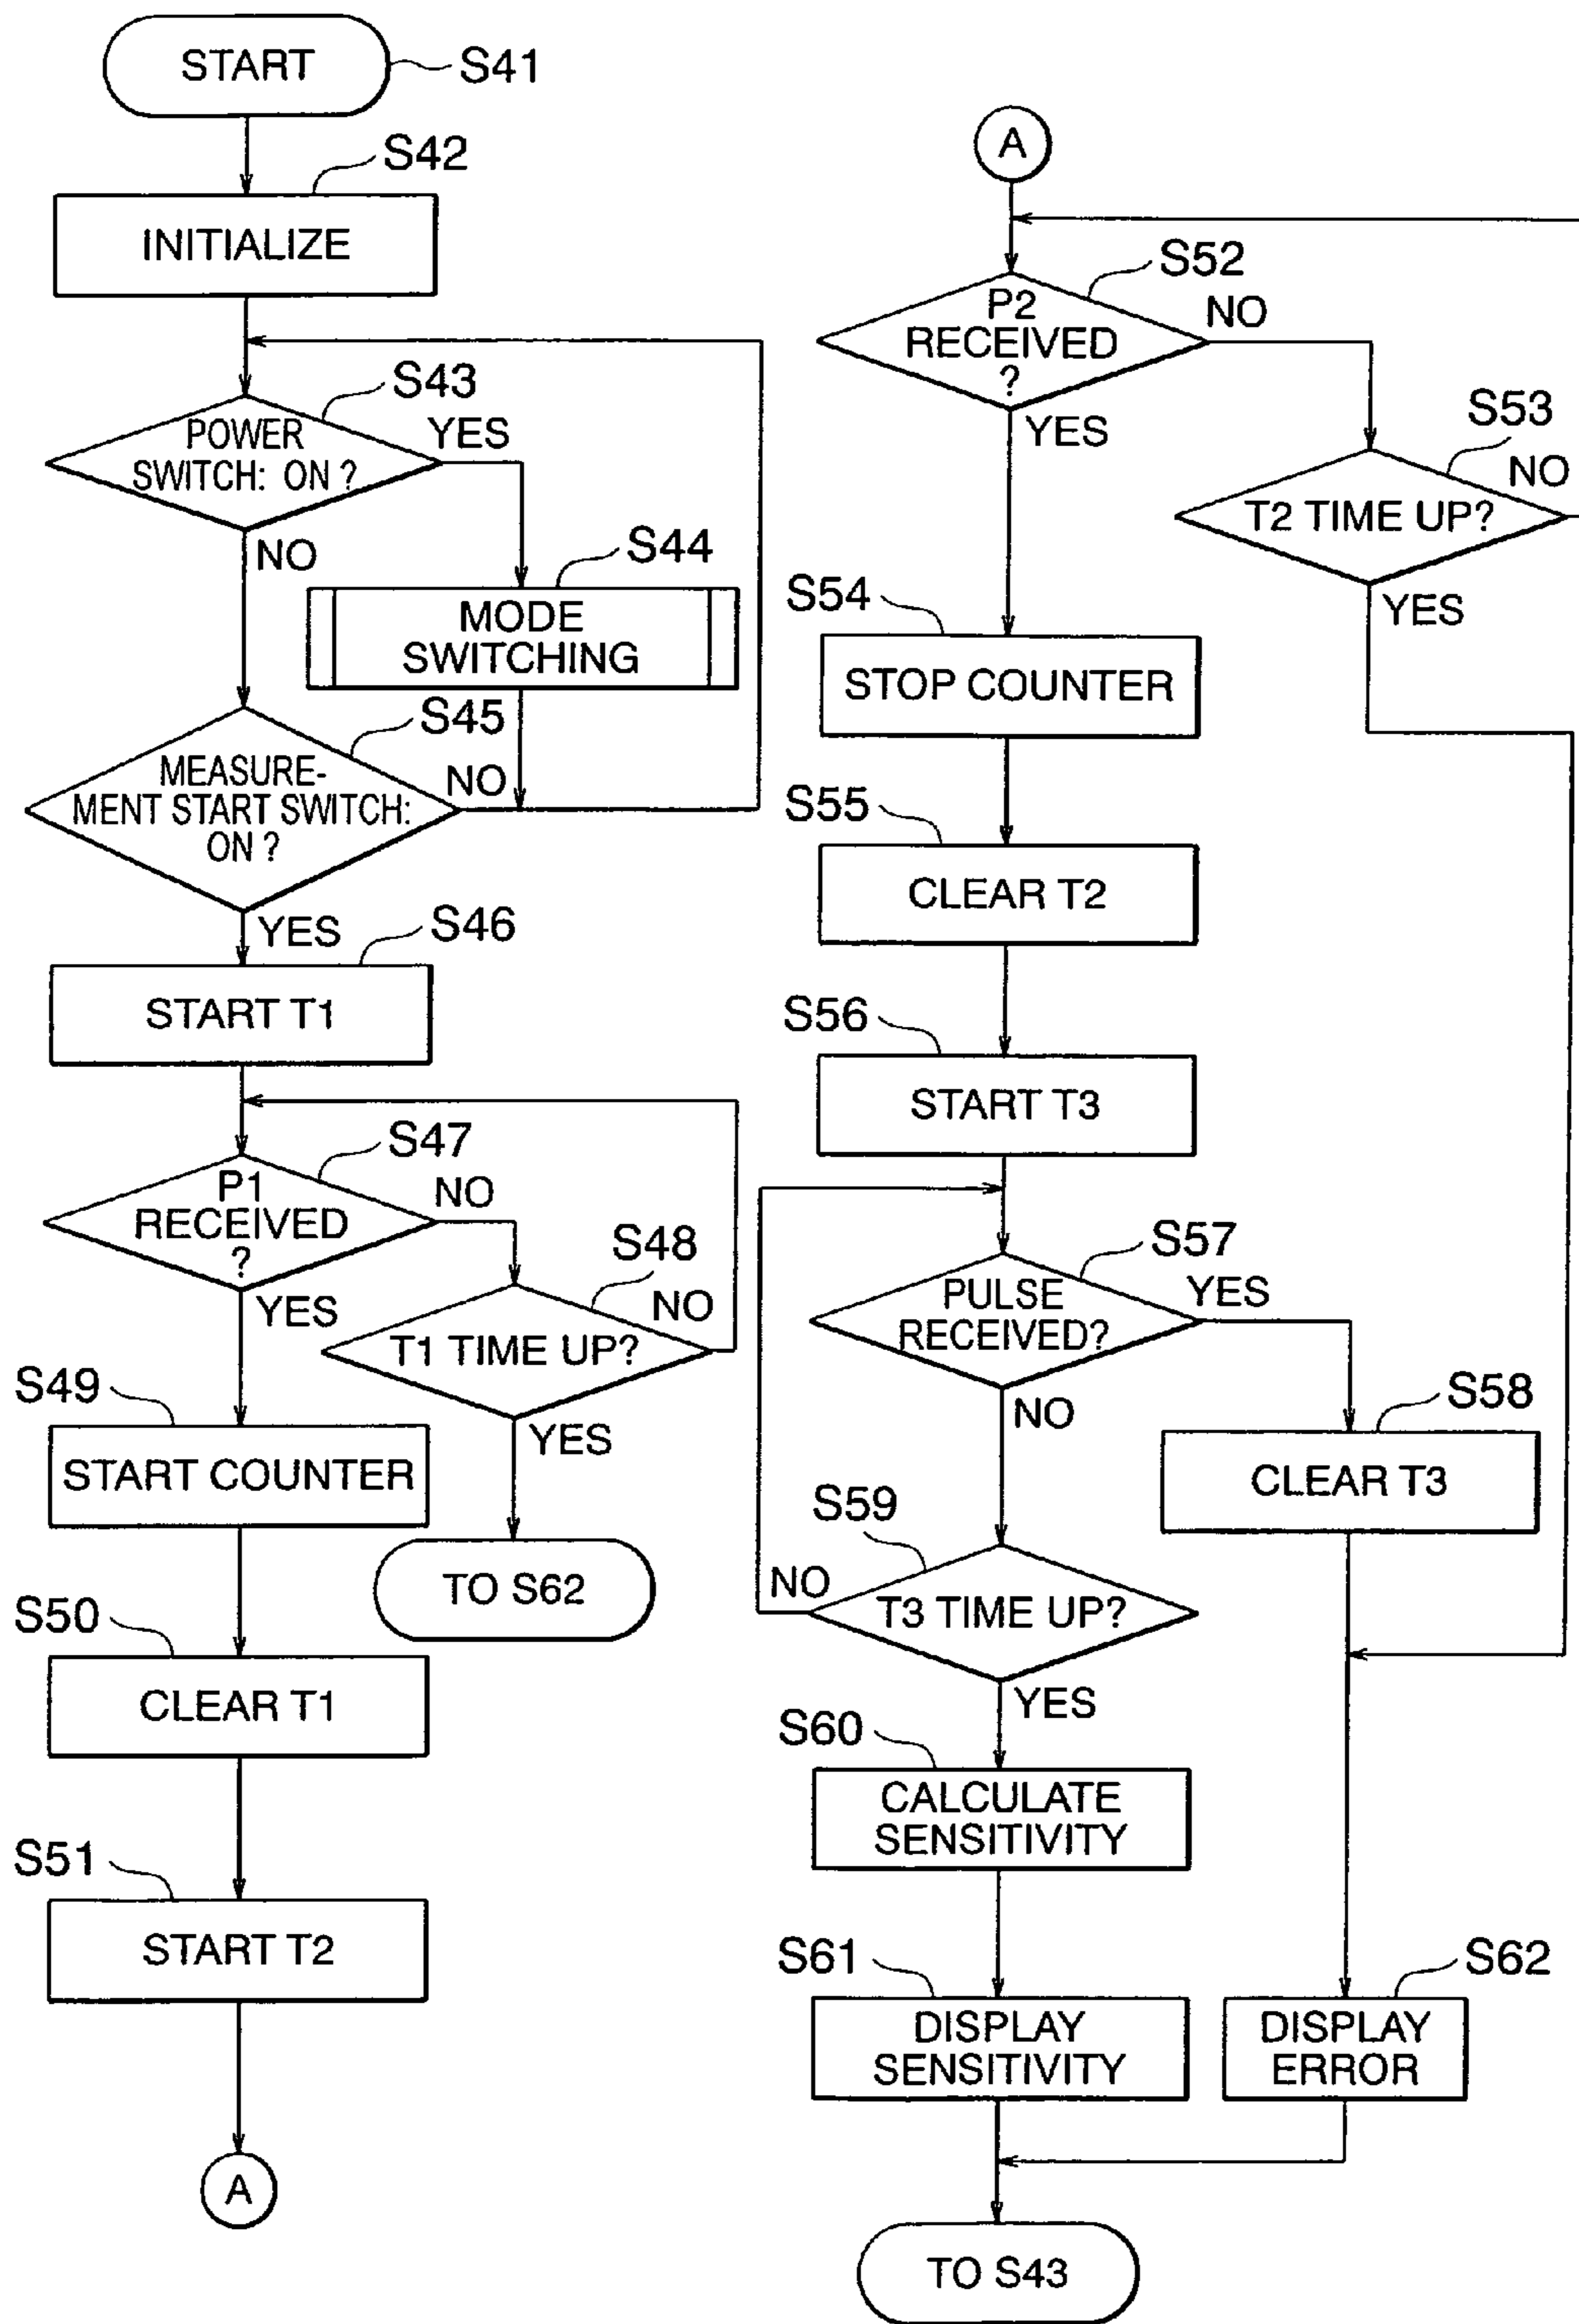 START
S41
S42
INITIALIZE
S43
POWER
SWITCH: ON ?
YES
NO
S44
MODE
SWITCHING
S45
MEASURE-
MENT START SWITCH:
ON ?
NO
YES
S46
START T1
S47
P1
RECEIVED
?
NO
YES
S48
T1 TIME UP?
NO
YES
TO S62
S49
START COUNTER
S50
CLEAR T1
S51
START T2
A
A
S52
P2
RECEIVED
?
NO
YES
S53
T2 TIME UP?
NO
YES
S54
STOP COUNTER
S55
CLEAR T2
S56
START T3
S57
PULSE
RECEIVED?
YES
NO
S58
CLEAR T3
S59
T3 TIME UP?
NO
YES
S60
CALCULATE
SENSITIVITY
S61
DISPLAY
SENSITIVITY
S62
DISPLAY
ERROR
TO S43